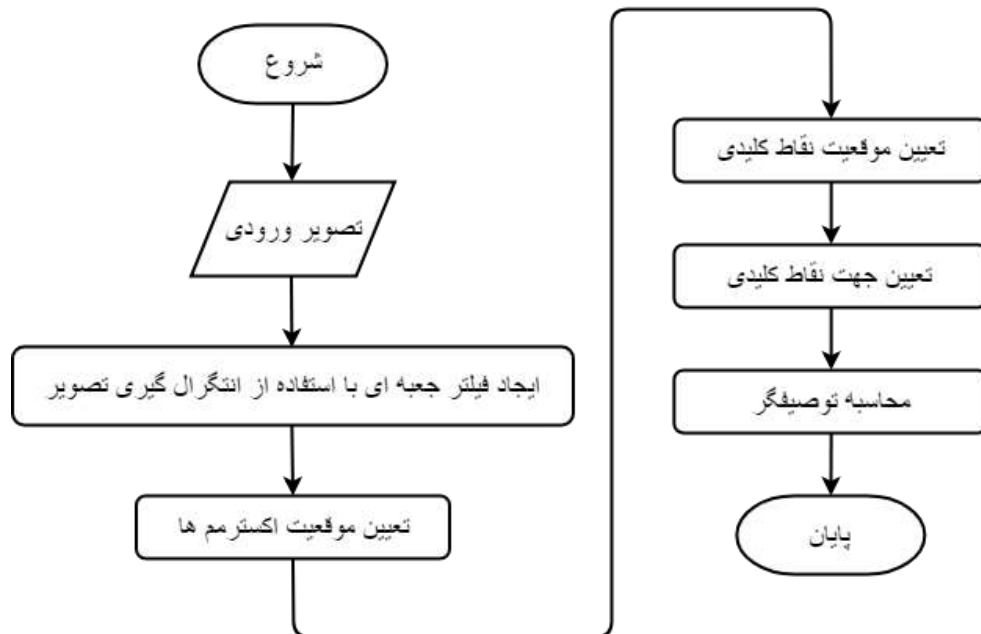 شروع
تصویر ورودی
ایجاد فیلتر جعبه ای با استفاده از انتگرال گیری تصویر
تعیین موقعیت اکسترمم ها
تعیین موقعیت نقاط کلیدی
تعیین جهت نقاط کلیدی
محاسبه توصیفگر
پایان